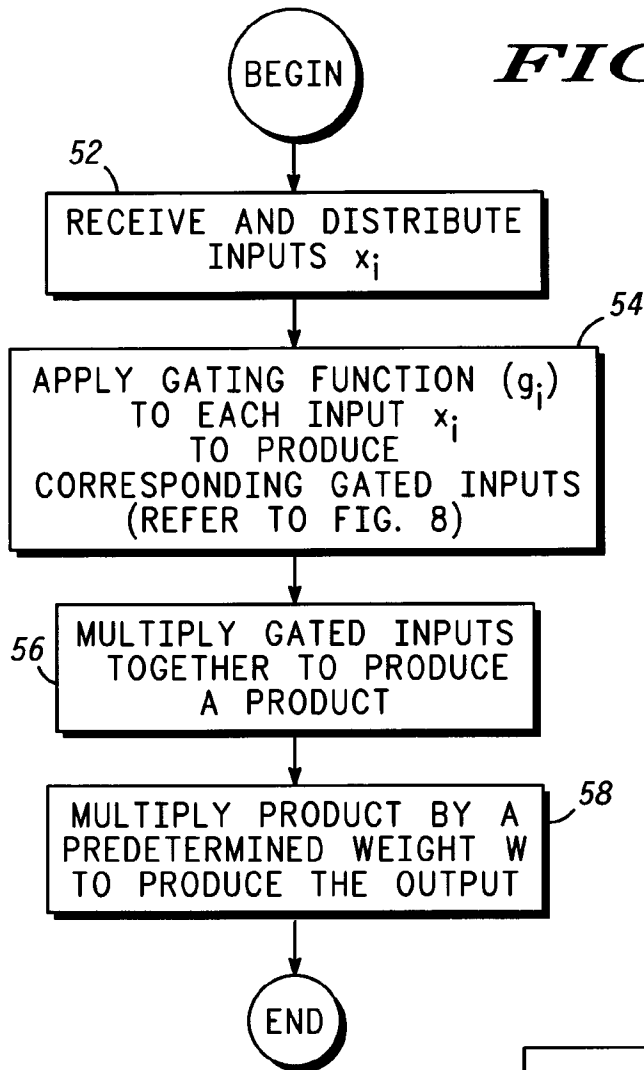 BEGIN
FIG
52
RECEIVE AND DISTRIBUTE
INPUTS xi
54
APPLY GATING FUNCTION (gi)
TO EACH INPUT xi
TO PRODUCE
CORRESPONDING GATED INPUTS
(REFER TO FIG. 8)
56
MULTIPLY GATED INPUTS
TOGETHER TO PRODUCE
A PRODUCT
58
MULTIPLY PRODUCT BY A
PREDETERMINED WEIGHT W
TO PRODUCE THE OUTPUT
END